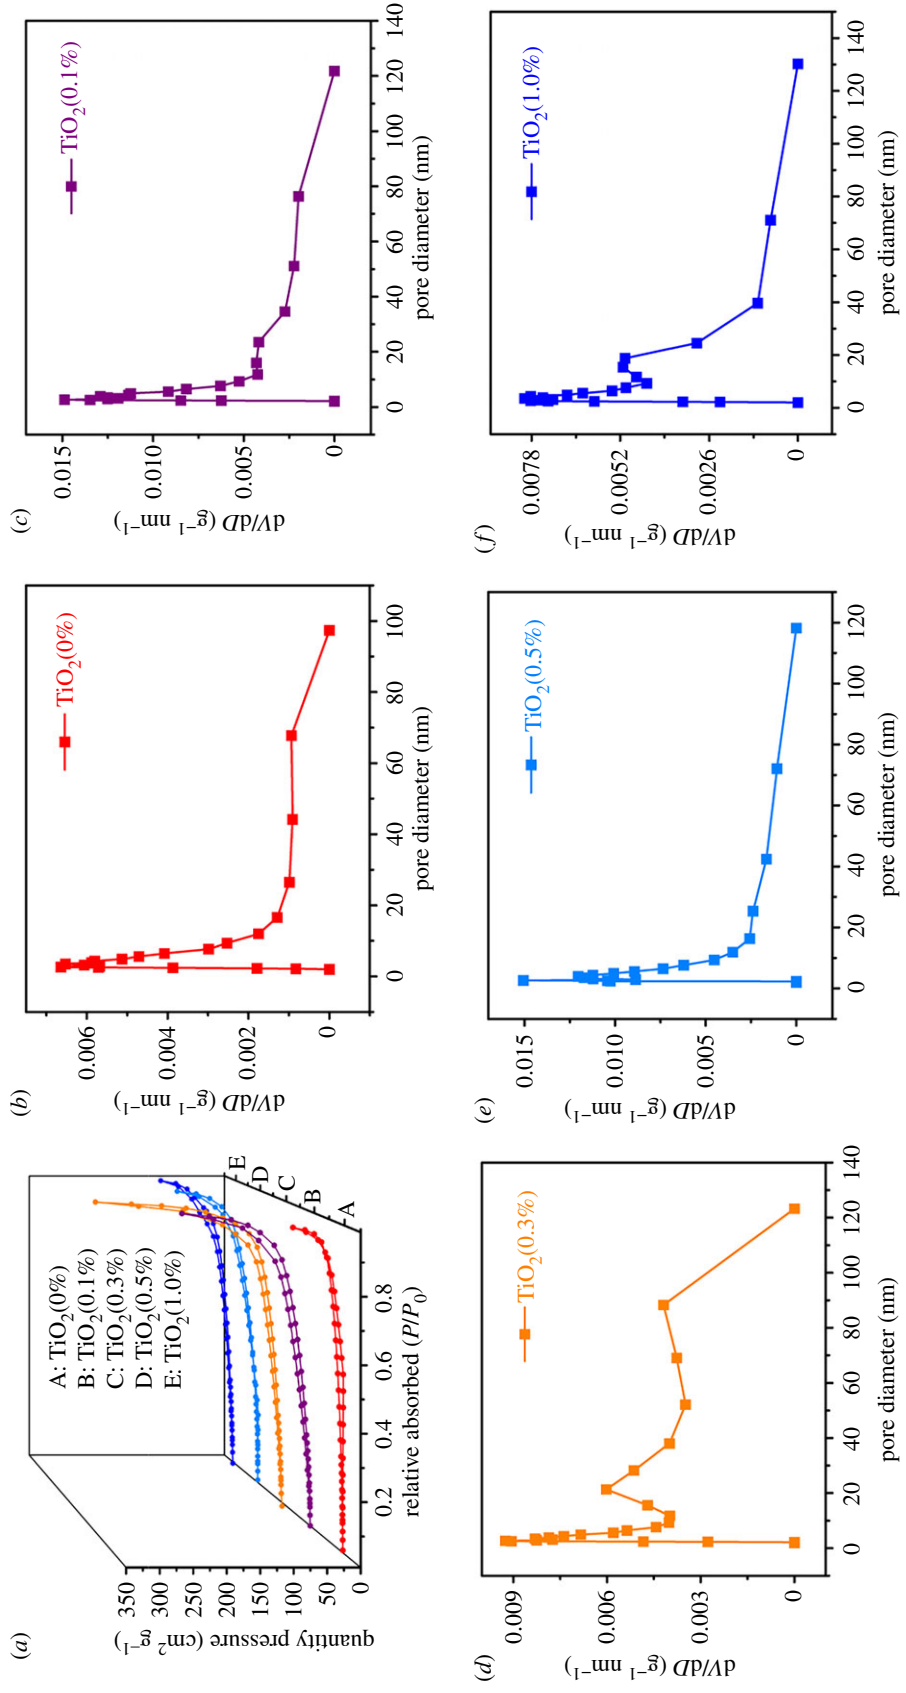 (a)
350
300
250
200
150
100
50
0
quantity pressure (cm² g⁻¹)
0.2
0.4
0.6
0.8
relative absorbed (P/P₀)
A: TiO₂(0%)
B: TiO₂(0.1%)
C: TiO₂(0.3%)
D: TiO₂(0.5%)
E: TiO₂(1.0%)
E
D
C
B
A
(b)
TiO₂(0%)
0.006
0.004
0.002
0
dV/dD (g⁻¹ nm⁻¹)
0
20
40
60
80
100
pore diameter (nm)
(c)
TiO₂(0.1%)
0.015
0.010
0.005
0
dV/dD (g⁻¹ nm⁻¹)
0
20
40
60
80
100
120
140
pore diameter (nm)
(d)
TiO₂(0.3%)
0.009
0.006
0.003
0
dV/dD (g⁻¹ nm⁻¹)
0
20
40
60
80
100
120
140
pore diameter (nm)
(e)
TiO₂(0.5%)
0.015
0.010
0.005
0
dV/dD (g⁻¹ nm⁻¹)
0
20
40
60
80
100
120
pore diameter (nm)
(f)
TiO₂(1.0%)
0.0078
0.0052
0.0026
0
dV/dD (g⁻¹ nm⁻¹)
0
20
40
60
80
100
120
140
pore diameter (nm)